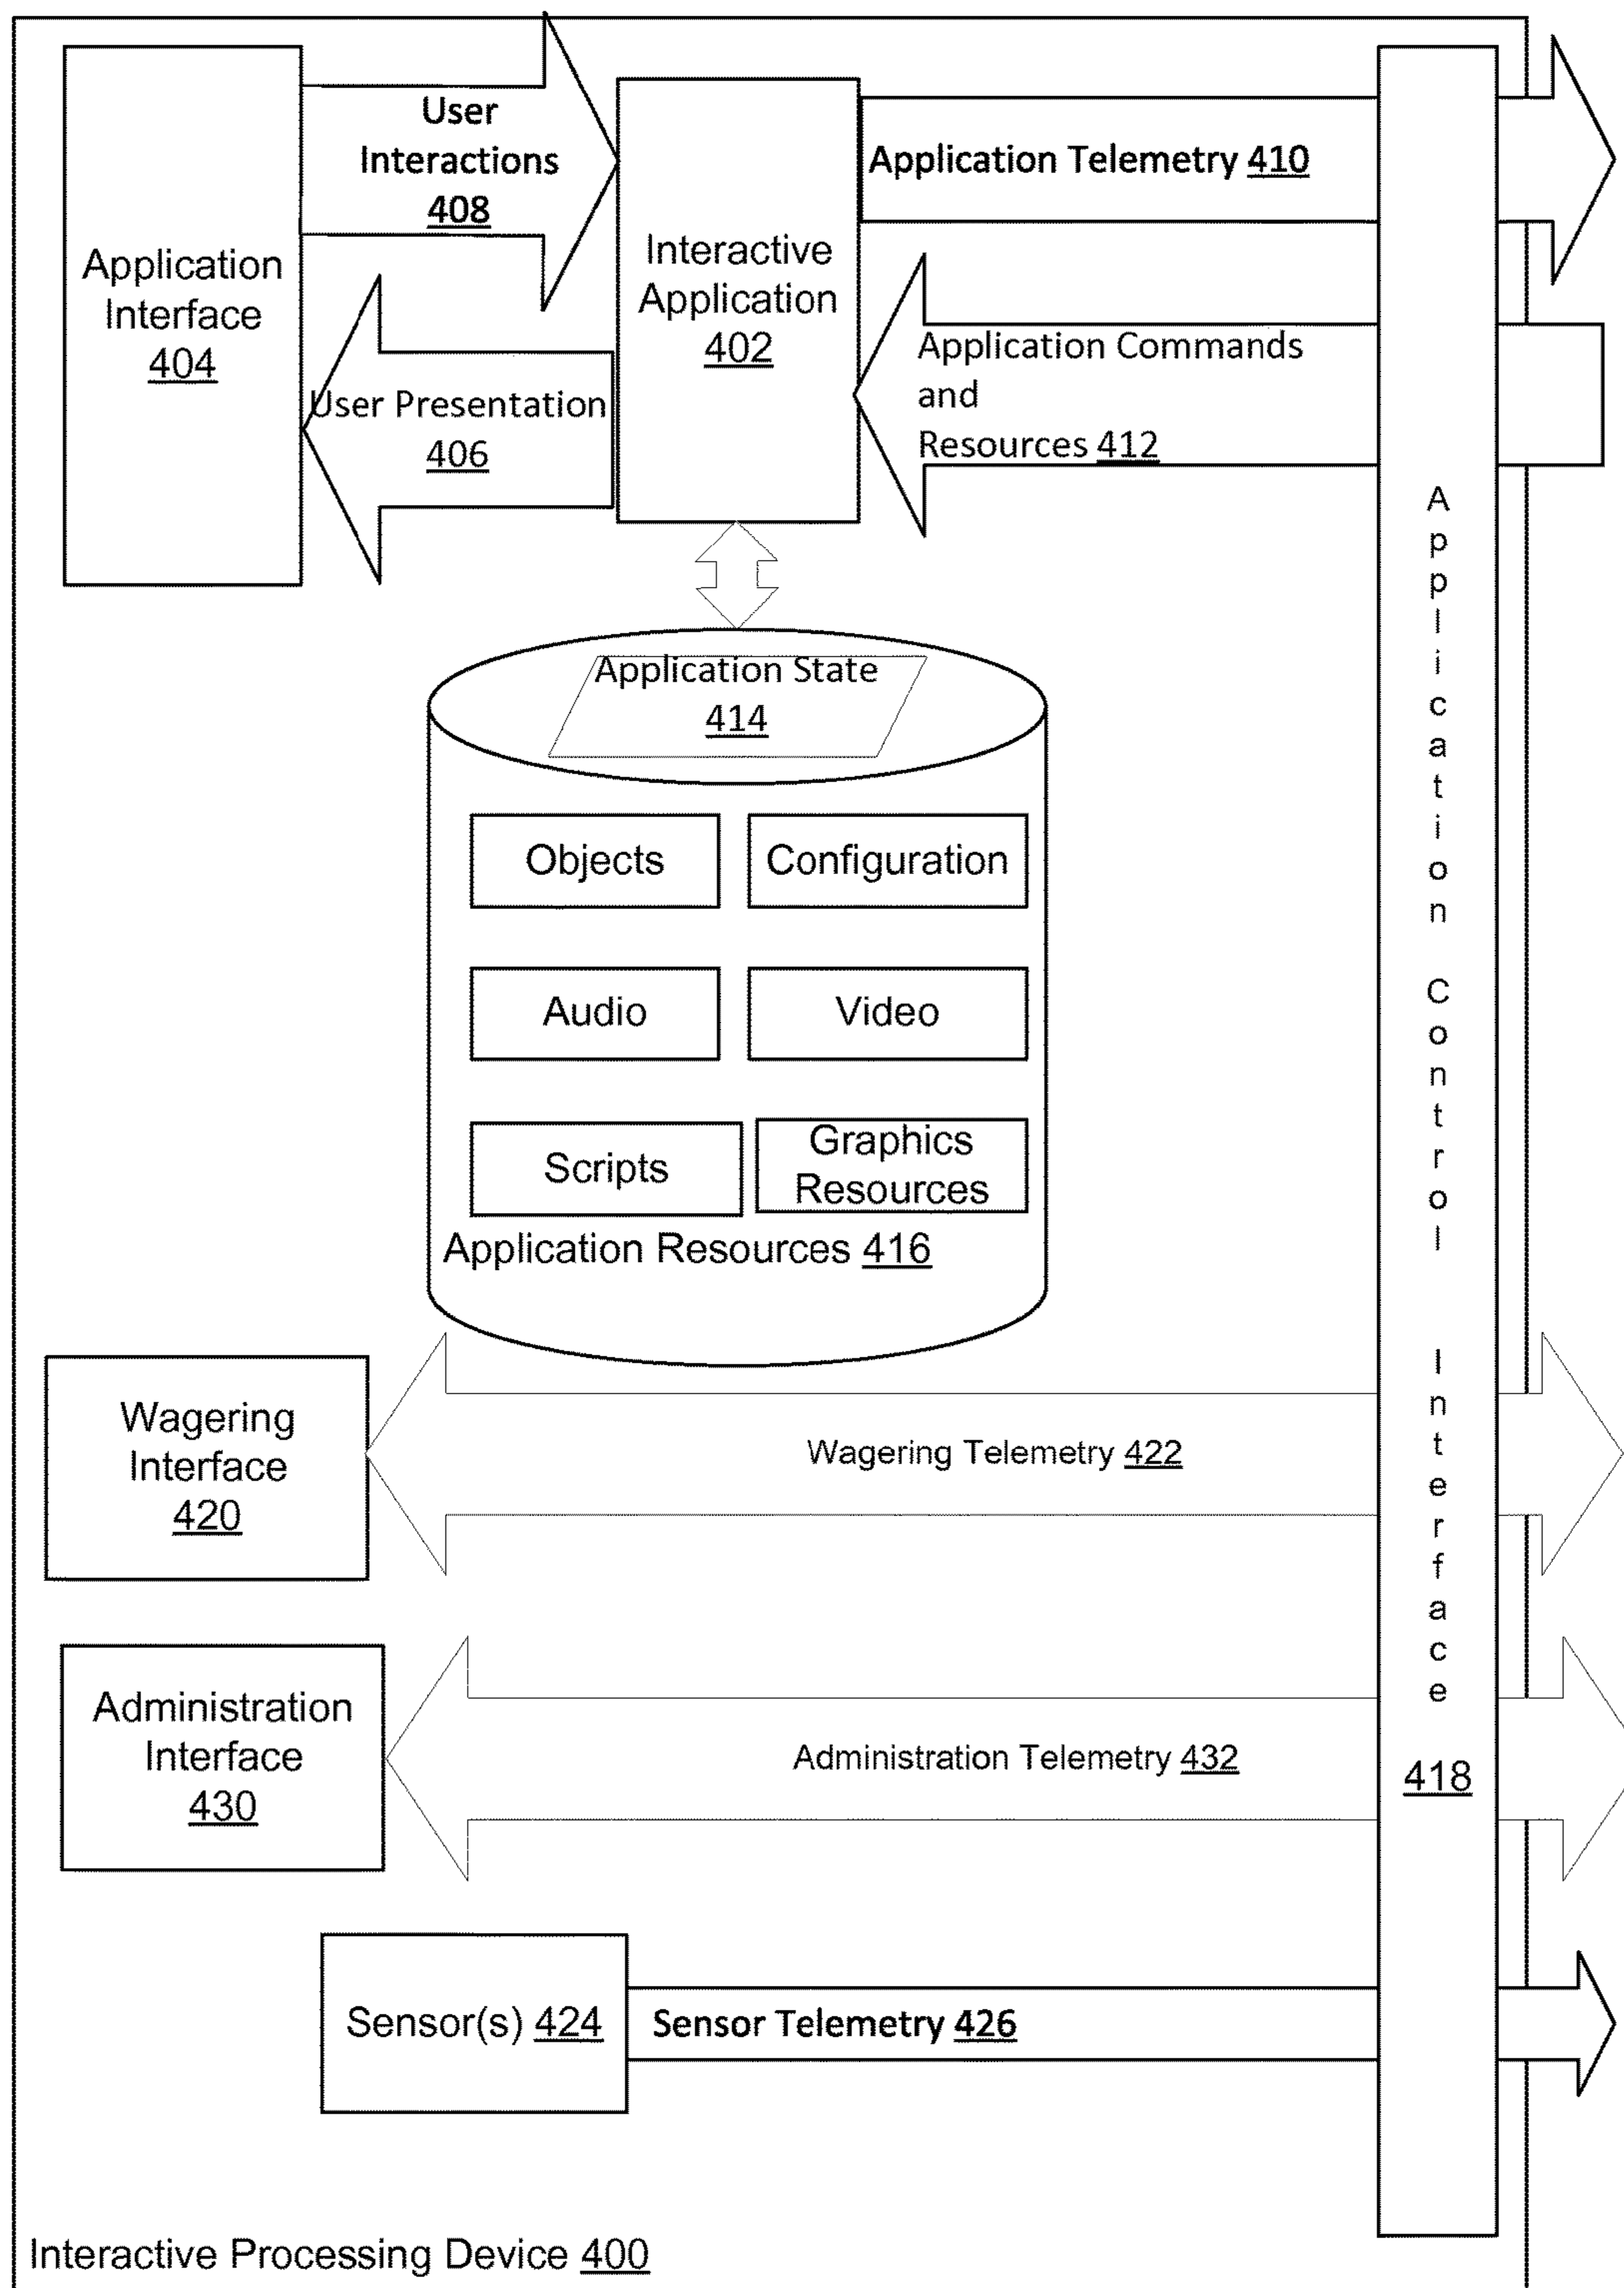 User
Interactions
408
Application Telemetry 410
Application
Interface
404
Interactive
Application
402
Application Commands
and
Resources 412
User Presentation
406
Application State
414
Objects
Configuration
Audio
Video
Scripts
Graphics
Resources
Application Resources 416
Application Control Interface
418
Wagering
Interface
420
Wagering Telemetry 422
Administration
Interface
430
Administration Telemetry 432
Sensor(s) 424
Sensor Telemetry 426
Interactive Processing Device 400